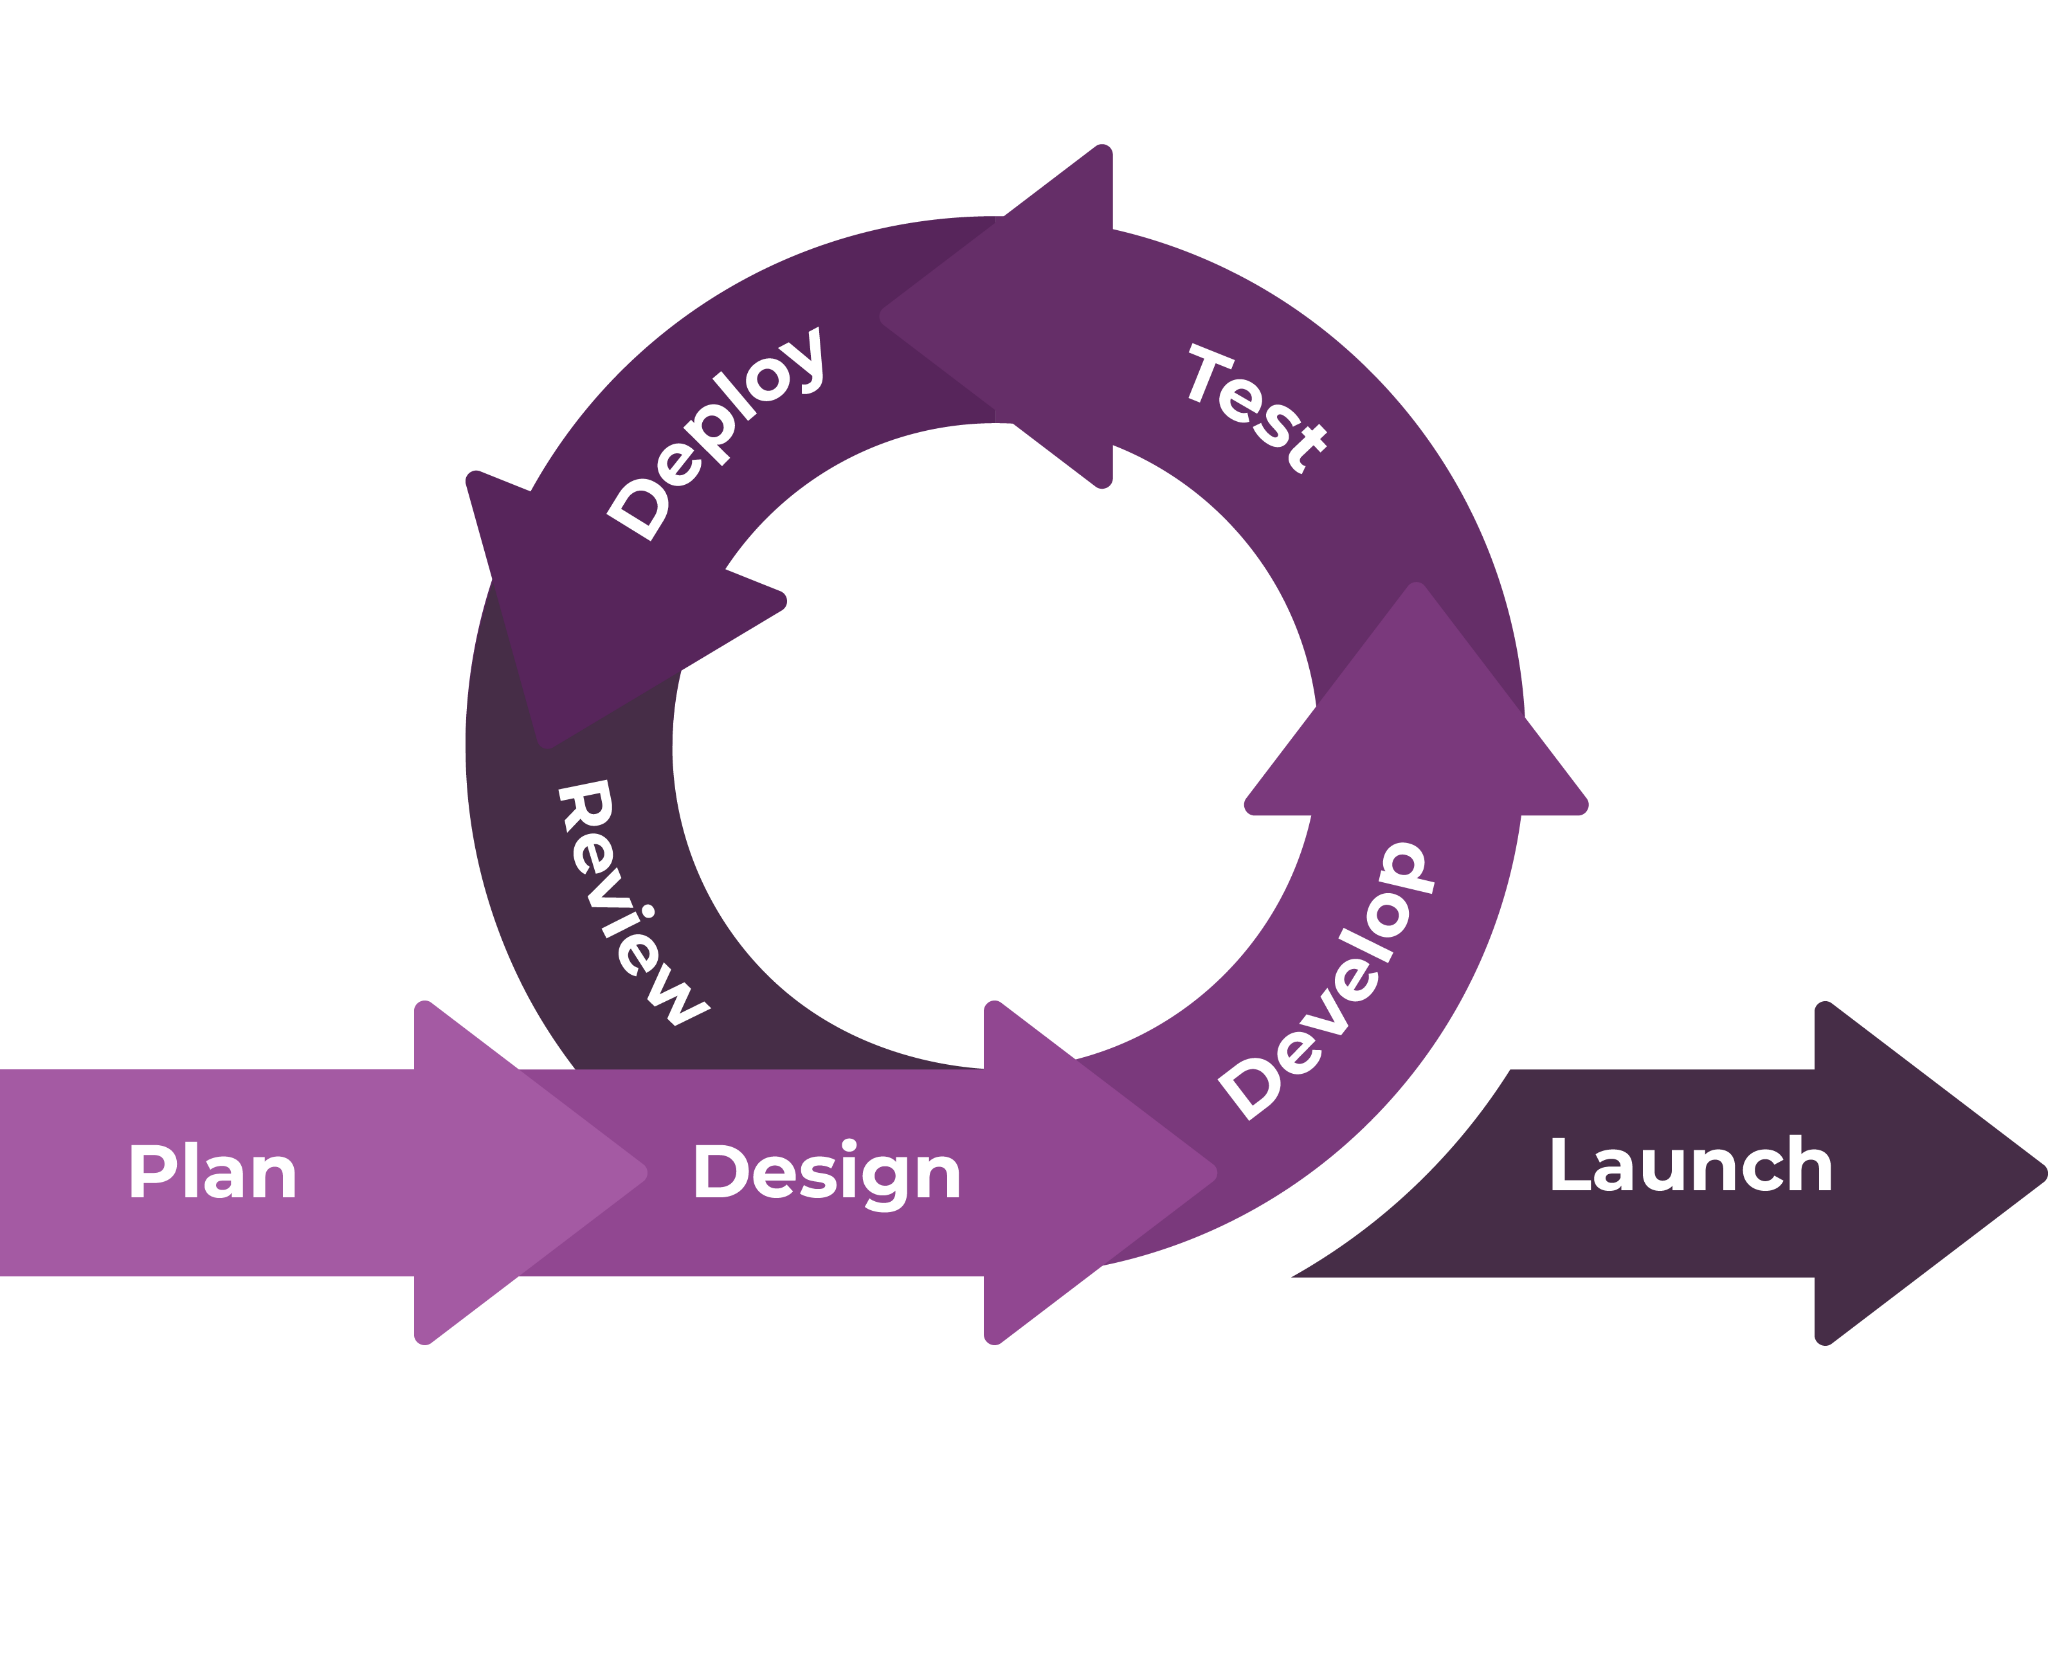 Plan
Design
Develop
Test
Deploy
Review
Launch